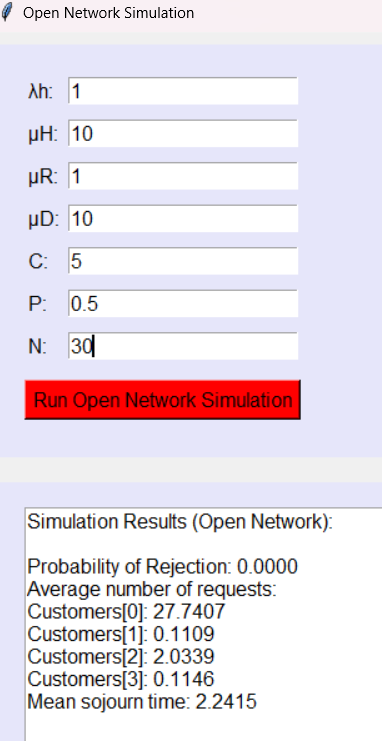 Open Network Simulation
λh: 1
µH: 10
µR: 1
µD: 10
C: 5
P: 0.5
N: 30
Run Open Network Simulation
Simulation Results (Open Network):
Probability of Rejection: 0.0000
Average number of requests:
Customers[0]: 27.7407
Customers[1]: 0.1109
Customers[2]: 2.0339
Customers[3]: 0.1146
Mean sojourn time: 2.2415